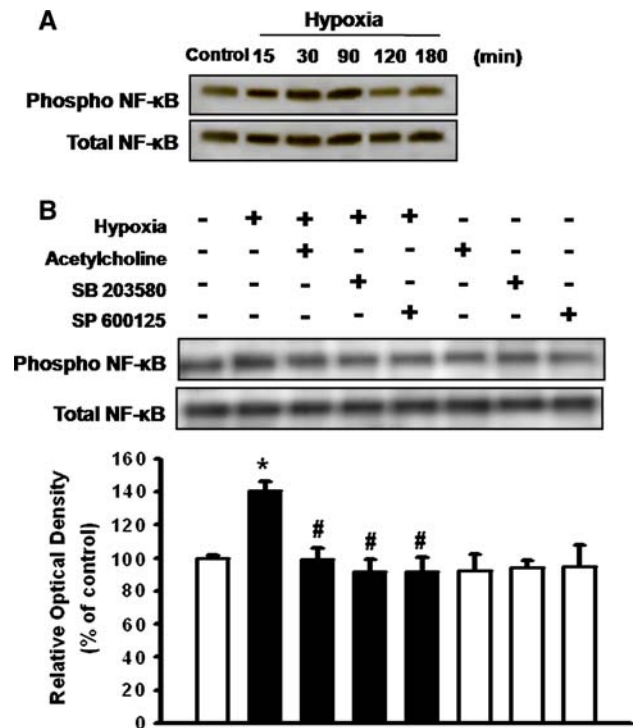 A
Hypoxia
Control 15 30 90 120 180 (min)
Phospho NF-κB
Total NF-κB
B
Hypoxia - + + + + - - -
Acetylcholine - - + - - + - -
SB 203580 - - - + - - + -
SP 600125 - - - - + - - +
Phospho NF-κB
Total NF-κB
Relative Optical Density
(% of control)
160
140
120
100
80
60
40
20
0
*
#
#
#